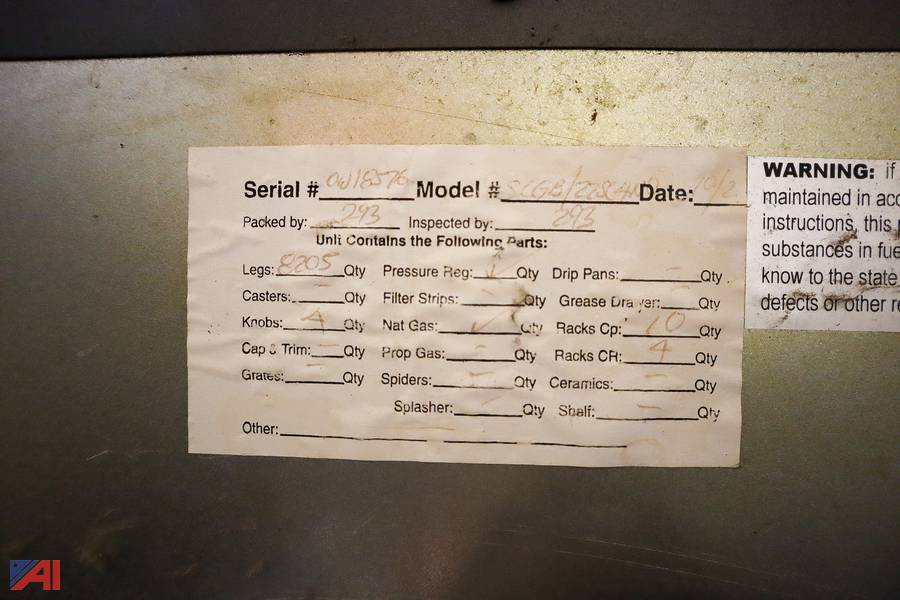 Serial # OW18576 Model # Date: 10/2
Packed by: 293 Inspected by: 293
Unit Contains the Following Parts:
Legs: 8205 Qty Pressure Reg: Qty Drip Pans: - Qty
Casters: - Qty Filter Strips: Qty Grease Drawer: - Qty
Knobs: 4 Qty Nat Gas: ✓ Qty Racks Cp: 10 Qty
Cap & Trim: - Qty Prop Gas: - Qty Racks CR: 4 Qty
Grates: - Qty Spiders: - Qty Ceramics: - Qty
Splasher: - Qty Shelf: - Qty
Other:
WARNING: if
maintained in acc
instructions, this
substances in fue
know to the state
defects or other re
AI